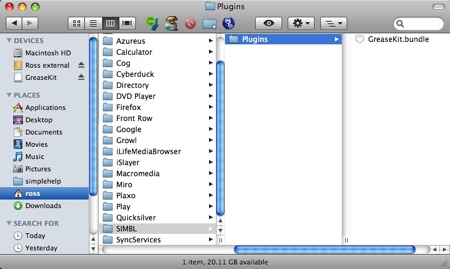 Plugins
DEVICES
Macintosh HD
Ross external
GreaseKit
PLACES
Applications
Desktop
Documents
Movies
Music
Pictures
simplehelp
ross
Downloads
SEARCH FOR
Today
Yesterday
Azureus
Calculator
Cog
Cyberduck
Directory
DVD Player
Firefox
Front Row
Google
Growl
iLifeMediaBrowser
iSlayer
Macromedia
Miro
Plaxo
Play
Quicksilver
SIMBL
SyncServices
Plugins
GreaseKit.bundle
1 item, 20.11 GB available